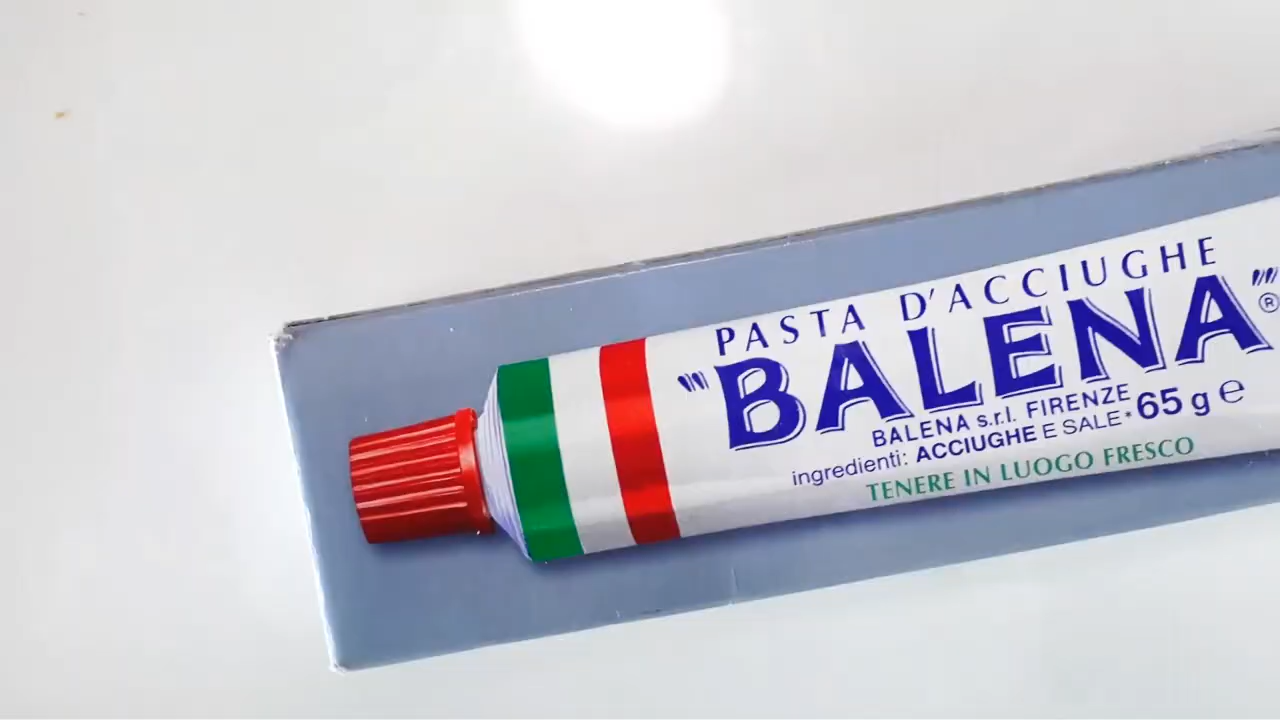 PASTA D'ACCIUGHE
"BALENA"®
BALENA s.r.l. FIRENZE
ingredienti: ACCIUGHE E SALE • 65 g ℮
TENERE IN LUOGO FRESCO